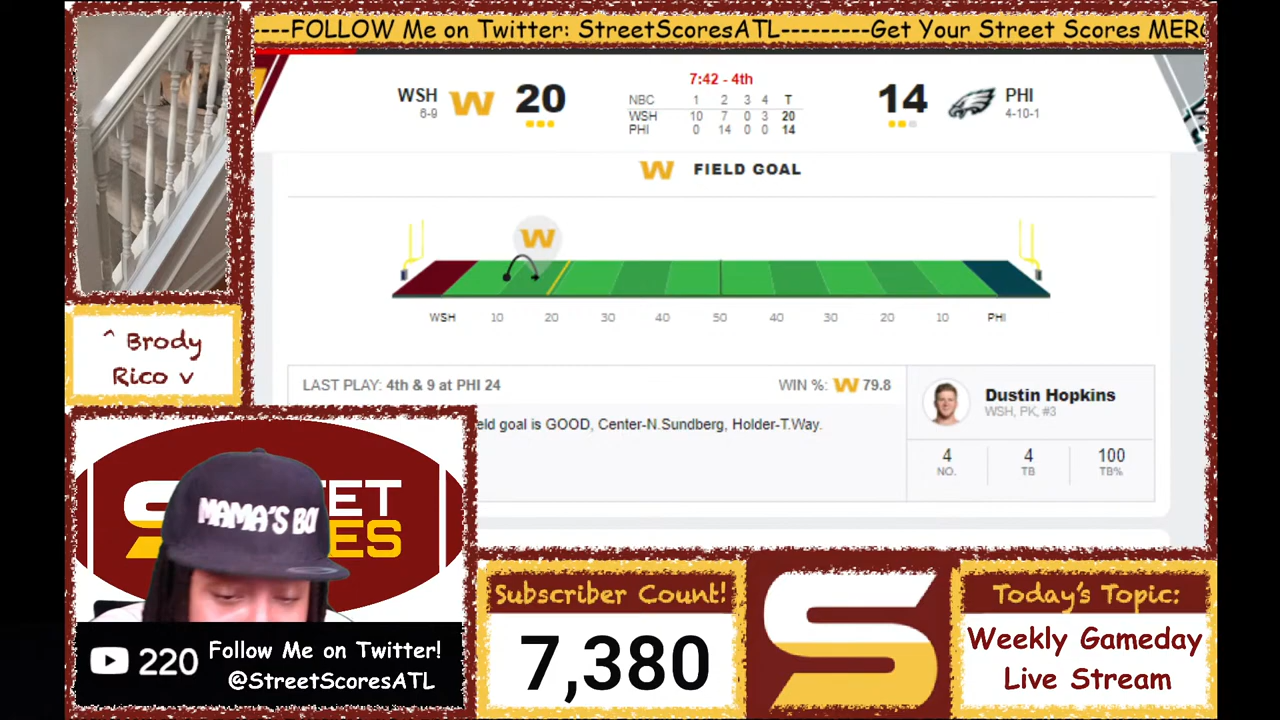 ----FOLLOW Me on Twitter: StreetScoresATL---------Get Your Street Scores MERC
WSH
6-9
W
20
7:42 - 4th
NBC 1 2 3 4 T
WSH 10 7 0 3 20
PHI 0 14 0 0 14
14
PHI
4-10-1
W FIELD GOAL
W
WSH 10 20 30 40 50 40 30 20 10 PHI
^ Brody
Rico v
LAST PLAY: 4th & 9 at PHI 24
WIN %: W 79.8
goal is GOOD, Center-N.Sundberg, Holder-T.Way.
Dustin Hopkins
WSH, PK, #3
4 4 100
NO. TB TB%
MAMA'S BOI
S ET
ES
220
Follow Me on Twitter!
@StreetScoresATL
Subscriber Count!
7,380
S
Today's Topic:
Weekly Gameday
Live Stream